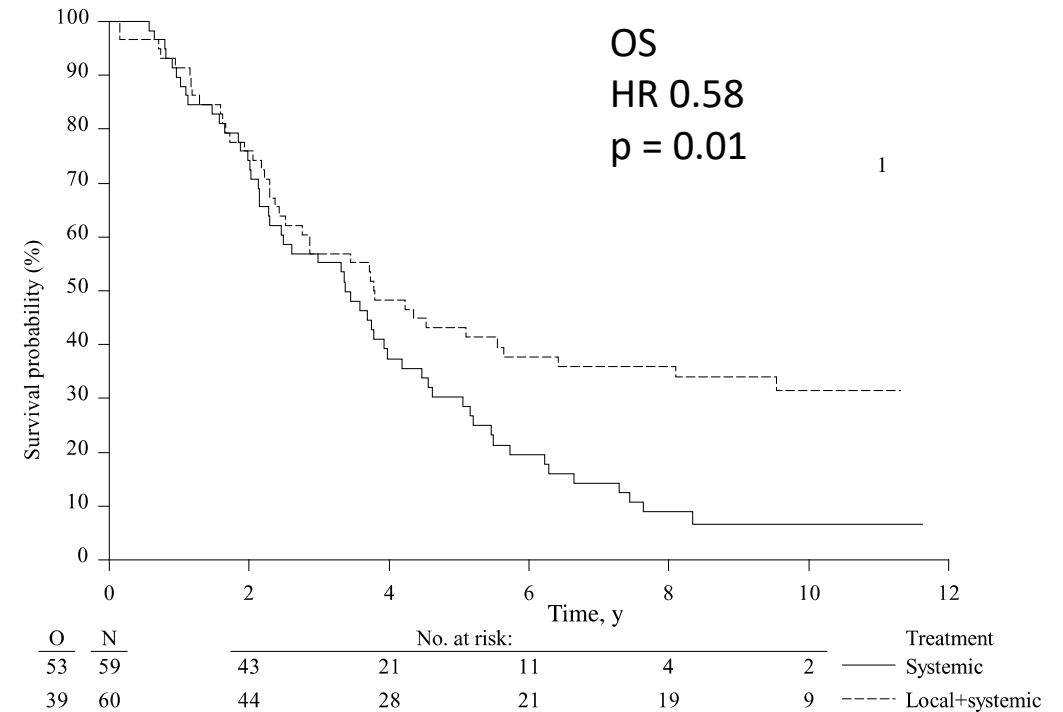 OS
HR 0.58
p = 0.01
1
Survival probability (%)
100
90
80
70
60
50
40
30
20
10
0
0 2 4 6 8 10 12
Time, y
O N No. at risk: Treatment
53 59 43 21 11 4 2 Systemic
39 60 44 28 21 19 9 Local+systemic